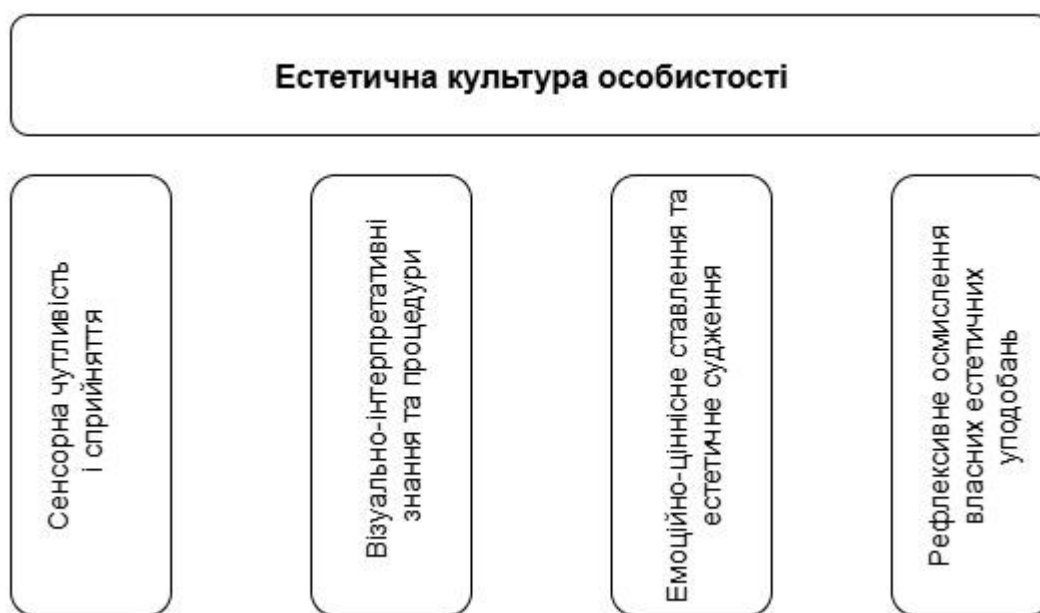 Естетична культура особистості
Сенсорна чутливість
і сприйняття
Візуально-інтерпретативні
знання та процедури
Емоційно-ціннісне ставлення та
естетичне судження
Рефлексивне осмислення
власних естетичних
уподобань